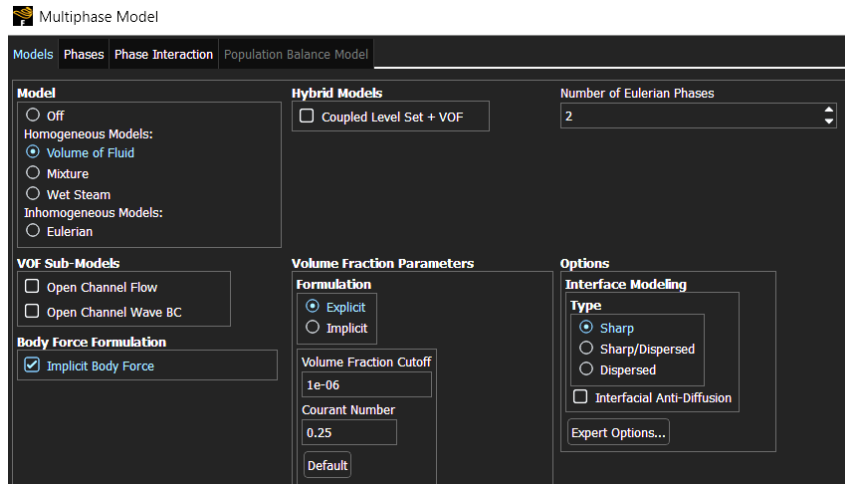 Multiphase Model
Models Phases Phase Interaction Population Balance Model
Model
Off
Homogeneous Models:
Volume of Fluid
Mixture
Wet Steam
Inhomogeneous Models:
Eulerian
Hybrid Models
Coupled Level Set + VOF
Number of Eulerian Phases
2
VOF Sub-Models
Open Channel Flow
Open Channel Wave BC
Body Force Formulation
Implicit Body Force
Volume Fraction Parameters
Formulation
Explicit
Implicit
Volume Fraction Cutoff
1e-06
Courant Number
0.25
Default
Options
Interface Modeling
Type
Sharp
Sharp/Dispersed
Dispersed
Interfacial Anti-Diffusion
Expert Options...